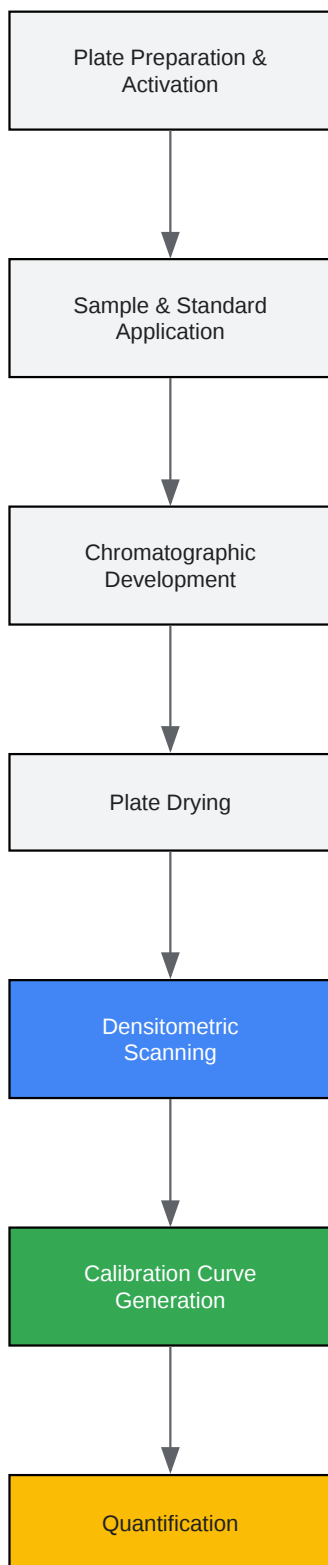 Plate Preparation &
Activation
Sample & Standard
Application
Chromatographic
Development
Plate Drying
Densitometric
Scanning
Calibration Curve
Generation
Quantification